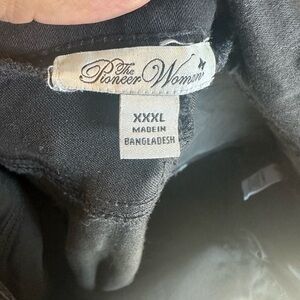 The
Pioneer Woman
XXXL
MADE IN
BANGLADESH